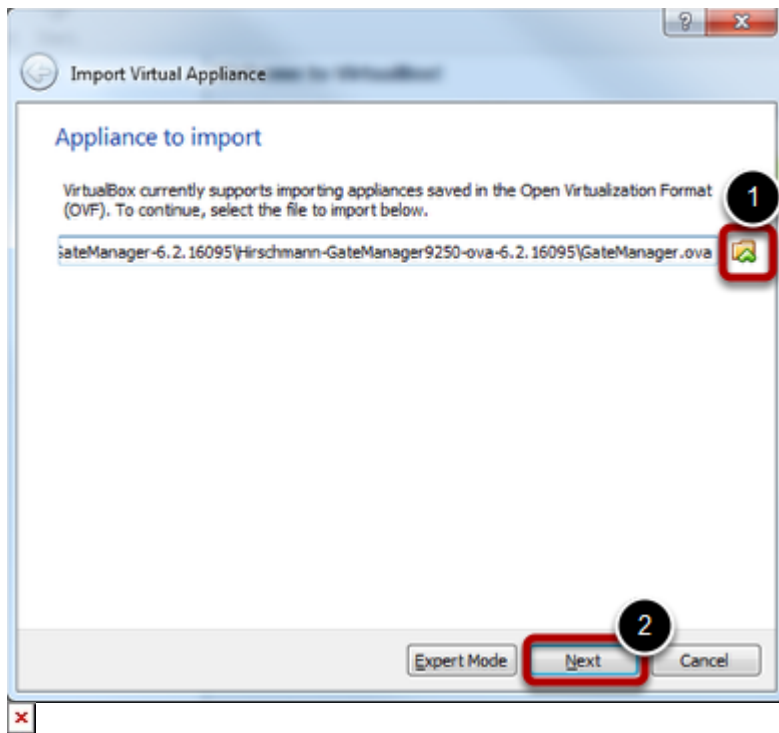 Import Virtual Appliance
Appliance to import
VirtualBox currently supports importing appliances saved in the Open Virtualization Format
(OVF). To continue, select the file to import below.
1
GateManager-6.2.16095\Hirschmann-GateManager9250-ova-6.2.16095\GateManager.ova
2
Expert Mode
Next
Cancel